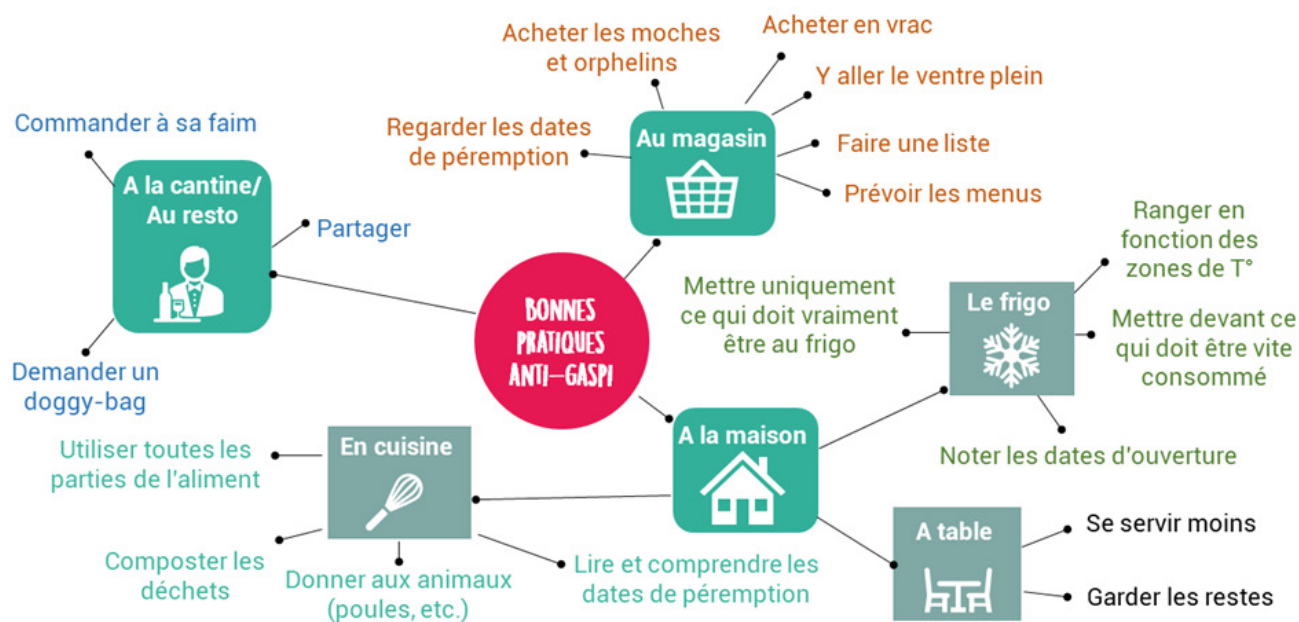 Acheter les moches
et orphelins
Acheter en vrac
Y aller le ventre plein
Regarder les dates
de péremption
Au magasin
Faire une liste
Prévoir les menus
Commander à sa faim
A la cantine/
Au resto
Partager
Demander un
doggy-bag
BONNES
PRATIQUES
ANTI-GASPI
Ranger en
fonction des
zones de T°
Mettre uniquement
ce qui doit vraiment
être au frigo
Le frigo
Mettre devant ce
qui doit être vite
consommé
Noter les dates d'ouverture
A la maison
En cuisine
Utiliser toutes les
parties de l'aliment
Composter les
déchets
Donner aux animaux
(poules, etc.)
Lire et comprendre les
dates de péremption
A table
Se servir moins
Garder les restes